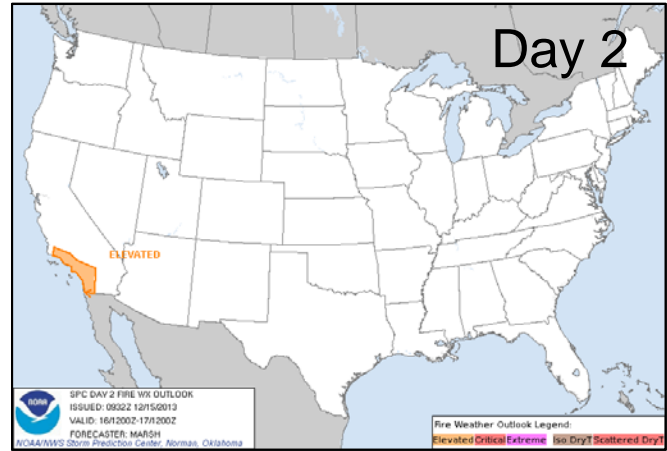 Day 2
ELEVATED
SPC DAY 2 FIRE WX OUTLOOK
ISSUED: 0932Z 12/15/2013
VALID: 16/1200Z-17/1200Z
FORECASTER: MARSH
NOAA/NWS Storm Prediction Center, Norman, Oklahoma
NOAA
Fire Weather Outlook Legend:
Elevated Critical Extreme Iso DryT Scattered DryT